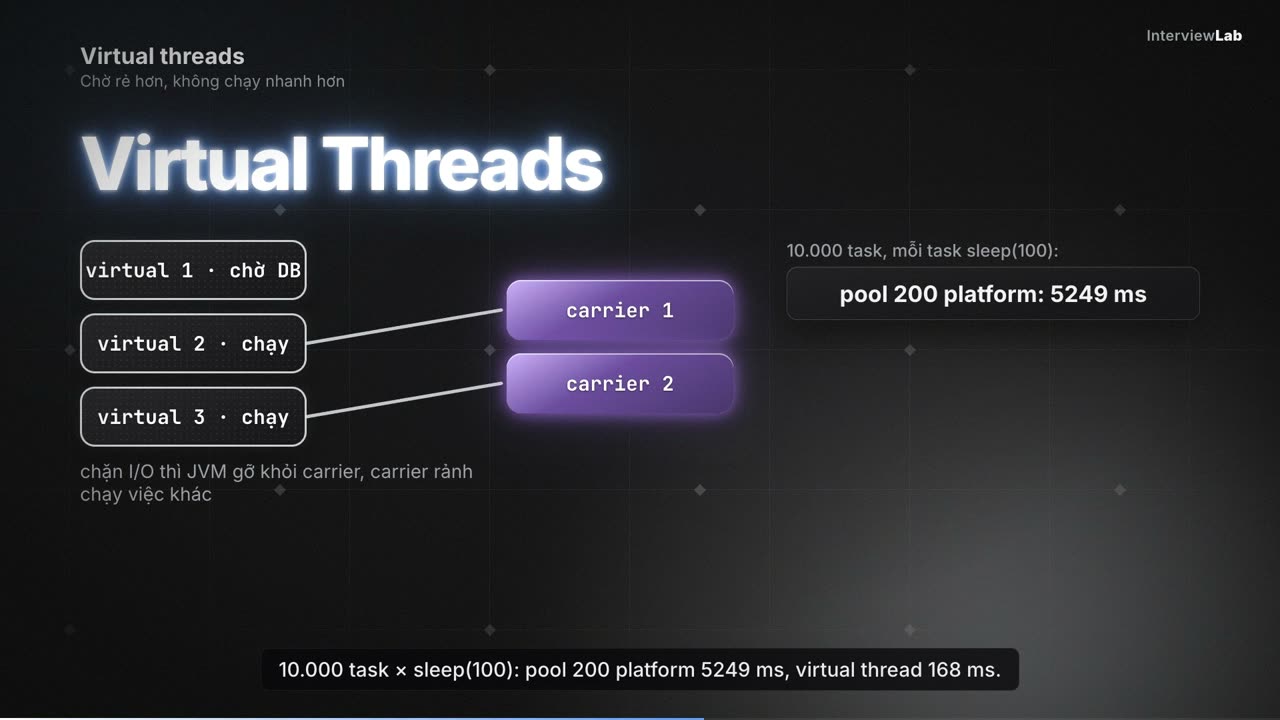 InterviewLab
Virtual threads
Chờ rẻ hơn, không chạy nhanh hơn
Virtual Threads
virtual 1 · chờ DB
virtual 2 · chạy
virtual 3 · chạy
chặn I/O thì JVM gỡ khỏi carrier, carrier rảnh
chạy việc khác
carrier 1
carrier 2
10.000 task, mỗi task sleep(100):
pool 200 platform: 5249 ms
10.000 task × sleep(100): pool 200 platform 5249 ms, virtual thread 168 ms.